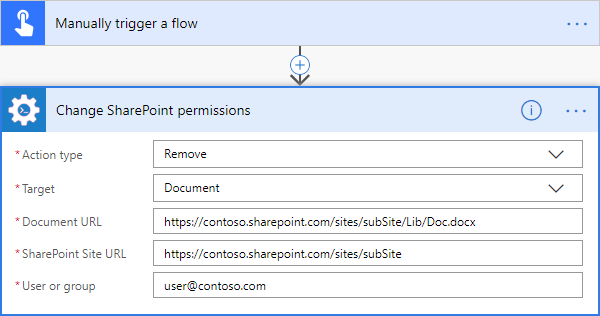 Manually trigger a flow
Change SharePoint permissions
* Action type Remove
* Target Document
* Document URL https://contoso.sharepoint.com/sites/subSite/Lib/Doc.docx
* SharePoint Site URL https://contoso.sharepoint.com/sites/subSite
* User or group user@contoso.com